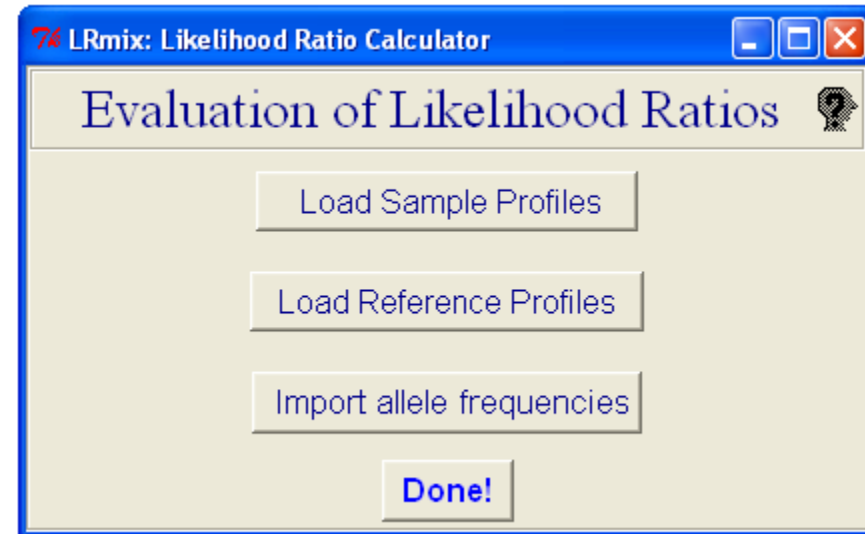 LRmix: Likelihood Ratio Calculator
Evaluation of Likelihood Ratios
Load Sample Profiles
Load Reference Profiles
Import allele frequencies
Done!